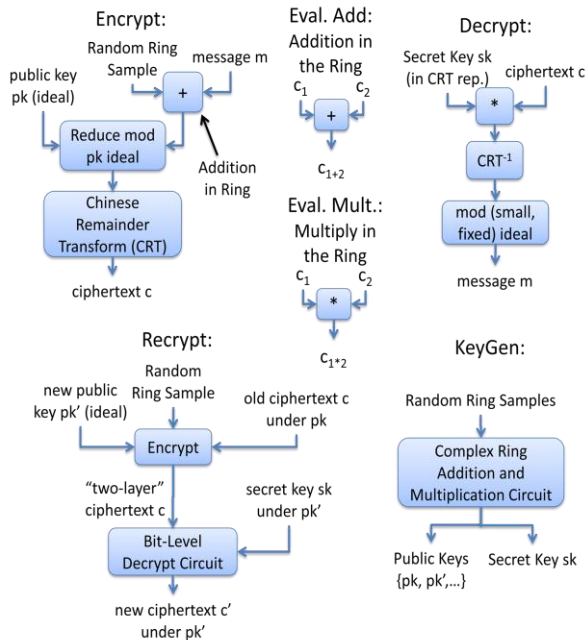 Encrypt:
Random Ring
Sample
message m
public key
pk (ideal)
+
Reduce mod
pk ideal
Addition
in Ring
Chinese
Remainder
Transform (CRT)
ciphertext c
Eval. Add:
Addition in
the Ring
c1
c2
+
c1+2
Eval. Mult.:
Multiply in
the Ring
c1
c2
*
c1*2
Decrypt:
Secret Key sk
(in CRT rep.)
ciphertext c
*
CRT-1
mod (small,
fixed) ideal
message m
Recrypt:
Random
Ring Sample
new public
key pk’ (ideal)
old ciphertext c
under pk
Encrypt
“two-layer”
ciphertext c
secret key sk
under pk’
Bit-Level
Decrypt Circuit
new ciphertext c’
under pk’
KeyGen:
Random Ring Samples
Complex Ring
Addition and
Multiplication Circuit
Public Keys
{pk, pk’,...}
Secret Key sk